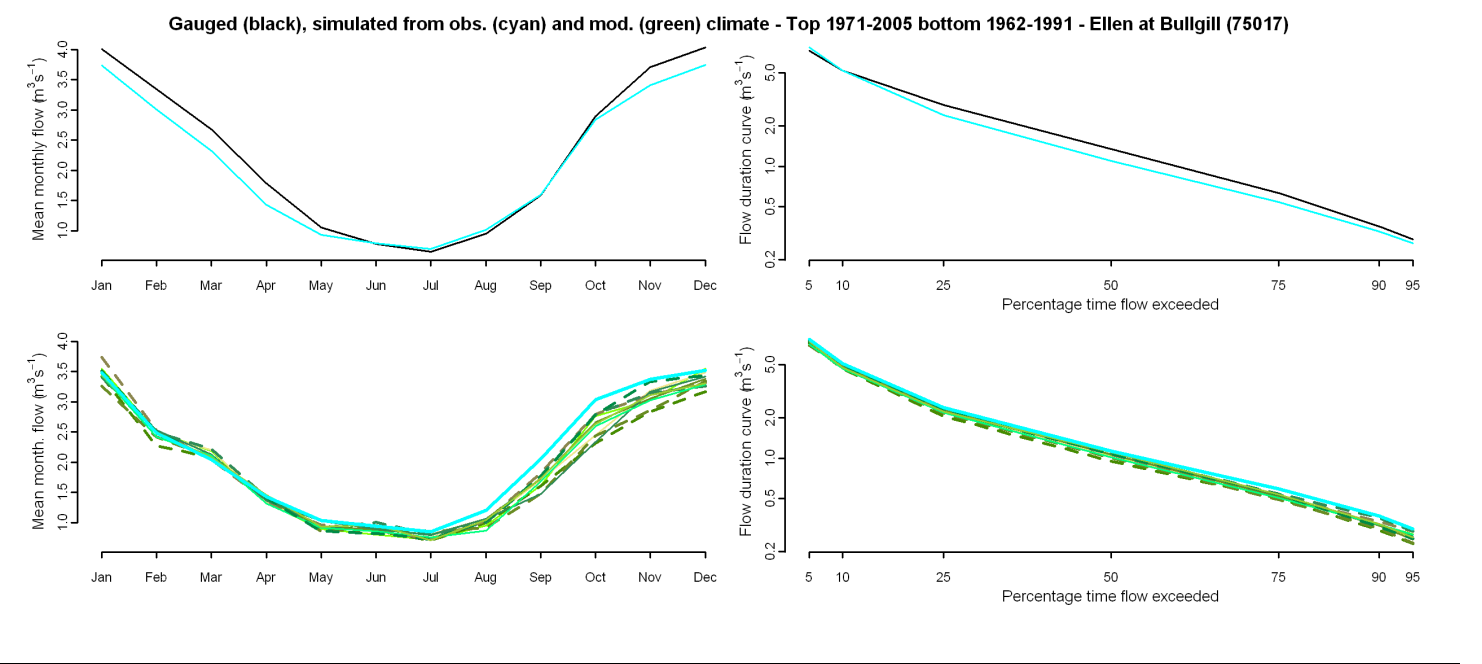 Gauged (black), simulated from obs. (cyan) and mod. (green) climate - Top 1971-2005 bottom 1962-1991 - Ellen at Bullgill (75017)
Mean monthly flow (m³s⁻¹)
4.0
3.5
3.0
2.5
2.0
1.5
1.0
Jan Feb Mar Apr May Jun Jul Aug Sep Oct Nov Dec
Flow duration curve (m³s⁻¹)
5.0
2.0
1.0
0.5
0.2
5 10 25 50 75 90 95
Percentage time flow exceeded
Mean month. flow (m³s⁻¹)
4.0
3.5
3.0
2.5
2.0
1.5
1.0
Jan Feb Mar Apr May Jun Jul Aug Sep Oct Nov Dec
Flow duration curve (m³s⁻¹)
5.0
2.0
1.0
0.5
0.2
5 10 25 50 75 90 95
Percentage time flow exceeded